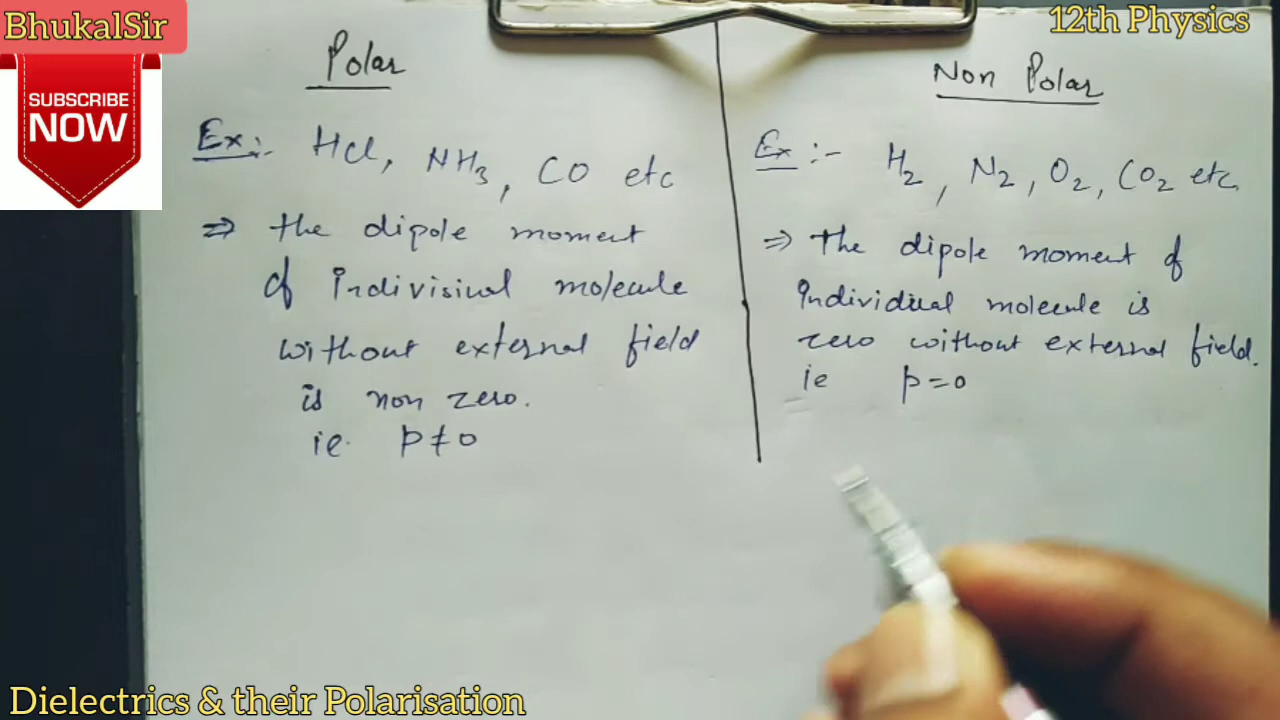 BhukalSir
12th Physics
SUBSCRIBE
NOW
Polar
Ex:- HCl, NH3, CO etc
⇒ the dipole moment
of indivisual molecule
without external field
is non zero.
ie. p ≠ 0
Non Polar
Ex :- H2, N2, O2, CO2 etc
⇒ The dipole moment of
individual molecule is
zero without external field.
ie p = 0
Dielectrics & their Polarisation